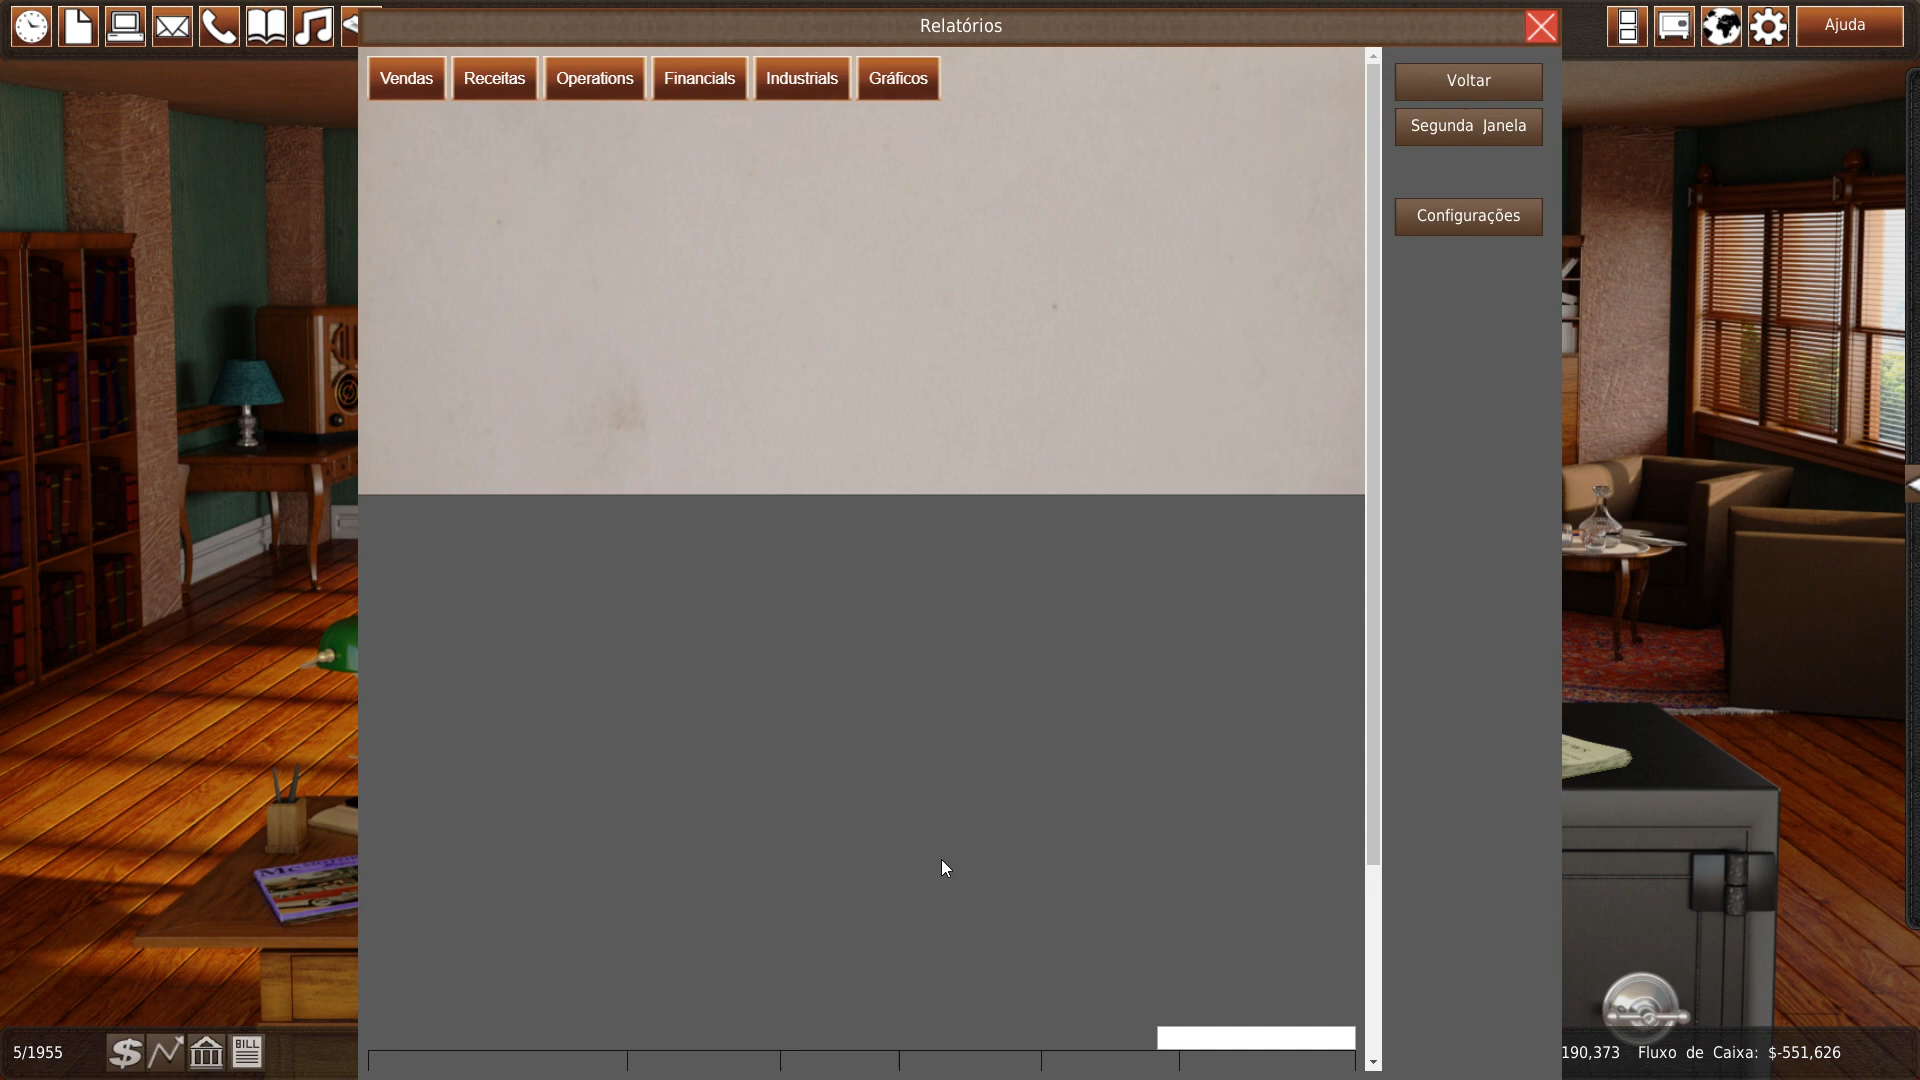 Relatórios
Ajuda
Vendas
Receitas
Operations
Financials
Industrials
Gráficos
Voltar
Segunda Janela
Configurações
5/1955
BILL
190,373 Fluxo de Caixa: $-551,626